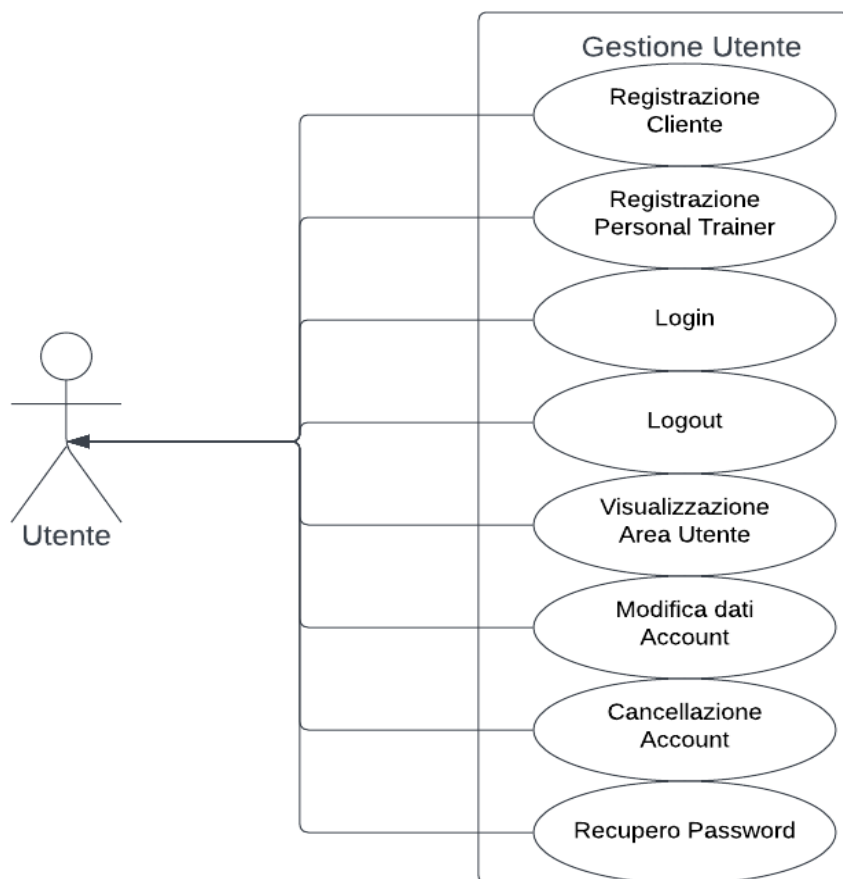 Gestione Utente
Registrazione
Cliente
Registrazione
Personal Trainer
Login
Logout
Visualizzazione
Area Utente
Modifica dati
Account
Cancellazione
Account
Recupero Password
Utente